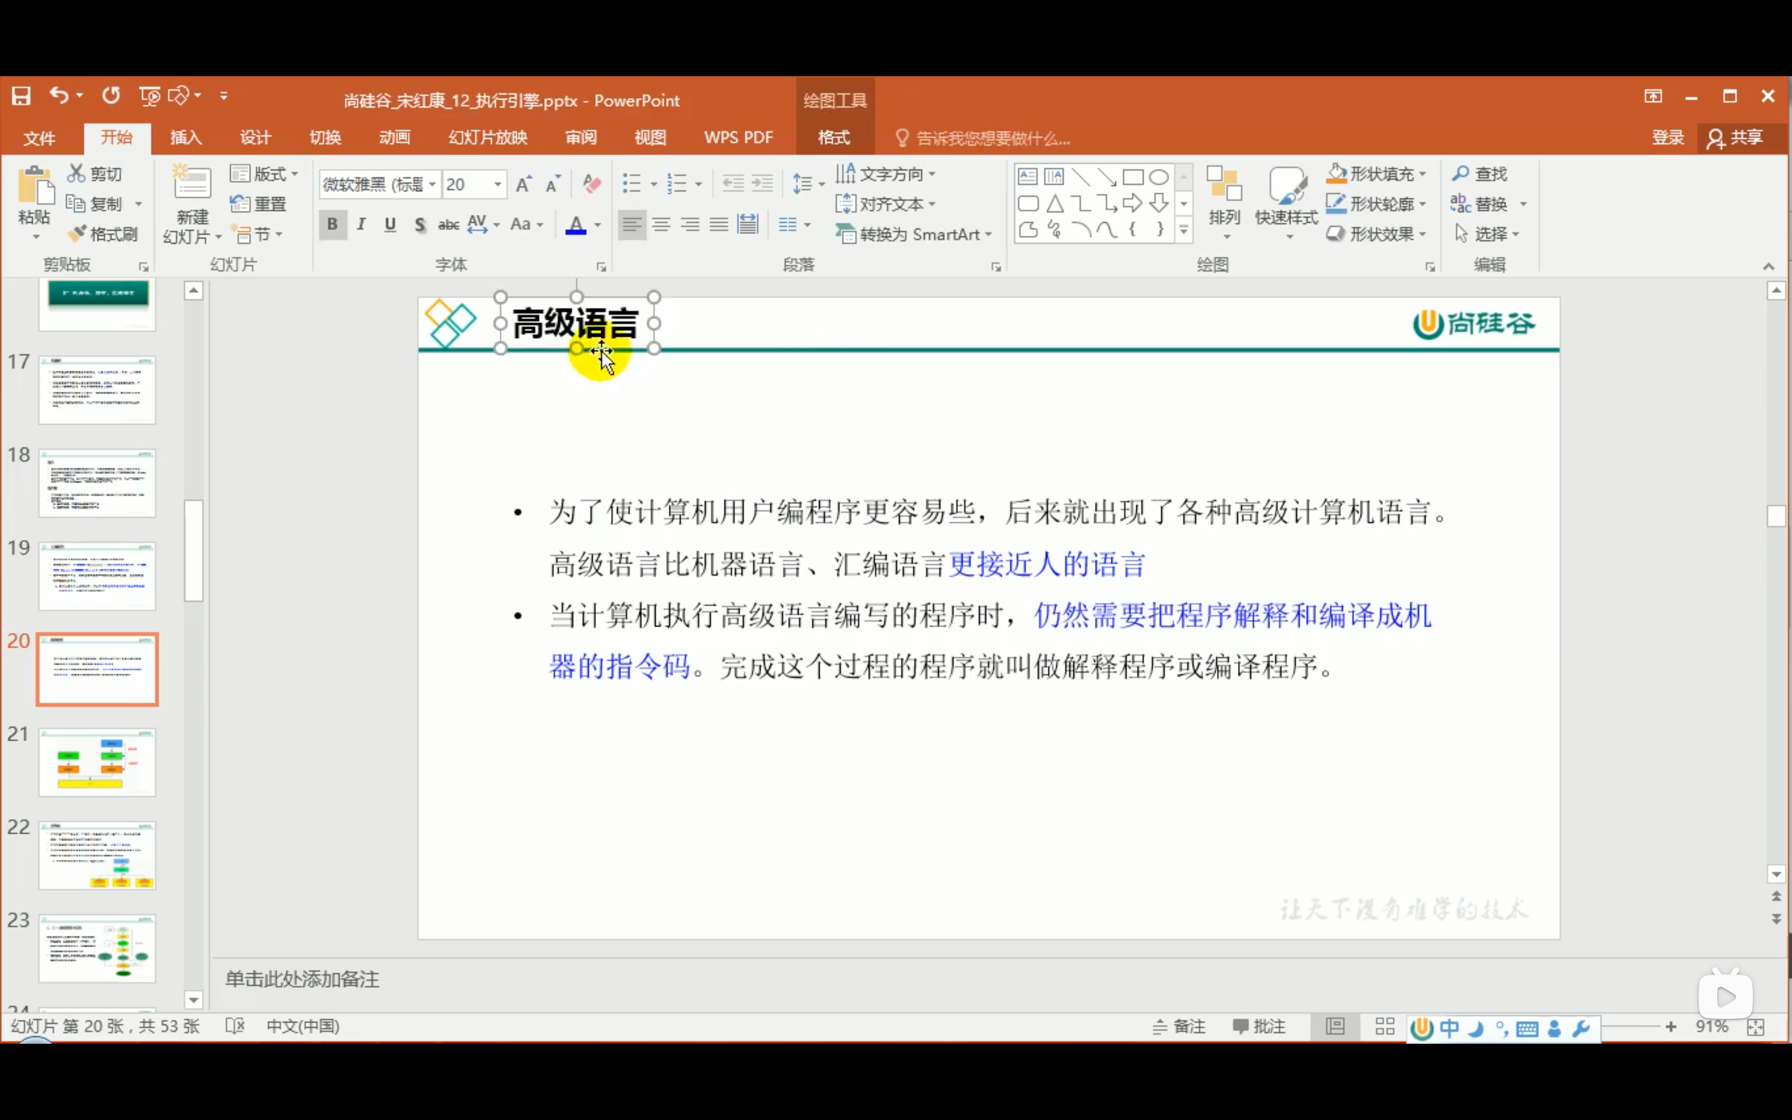 尚硅谷_宋红康_12_执行引擎.pptx - PowerPoint
绘图工具
文件 开始 插入 设计 切换 动画 幻灯片放映 审阅 视图 WPS PDF 格式 告诉我您想要做什么... 登录 共享
粘贴 剪切 复制 格式刷 剪贴板
新建 幻灯片 版式 重置 节 幻灯片
微软雅黑 (标题 20
B I U S abc AV Aa A 字体
文字方向 对齐文本 转换为 SmartArt 段落
排列 快速样式 形状填充 形状轮廓 形状效果 绘图
查找 替换 选择 编辑
17
18
19
20
21
22
23
高级语言
尚硅谷
• 为了使计算机用户编程序更容易些，后来就出现了各种高级计算机语言。
高级语言比机器语言、汇编语言更接近人的语言
• 当计算机执行高级语言编写的程序时，仍然需要把程序解释和编译成机
器的指令码。完成这个过程的程序就叫做解释程序或编译程序。
让天下没有难学的技术
单击此处添加备注
幻灯片 第 20 张，共 53 张 中文(中国) 备注 批注 中 91%